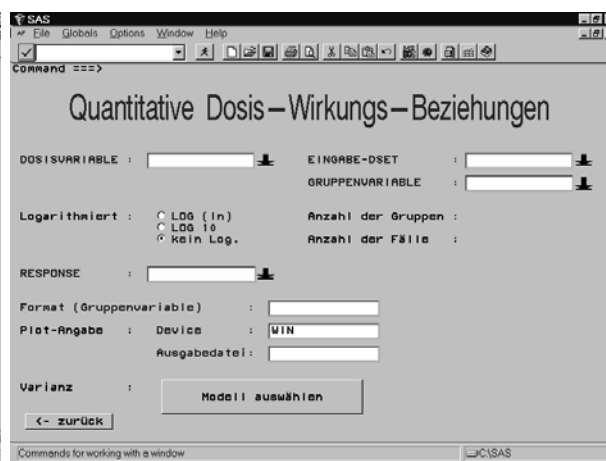 SAS
File Globals Options Window Help
Command ===>
Quantitative Dosis–Wirkungs–Beziehungen
DOSISVARIABLE : EINGABE-DSET :
GRUPPENVARIABLE :
Logarithmiert : LOG (ln) Anzahl der Gruppen :
LOG 10
kein Log. Anzahl der Fälle :
RESPONSE :
Format (Gruppenvariable) :
Plot-Angabe : Device : WIN
Ausgabedatei:
Varianz : Modell auswählen
<- zurück
Commands for working with a window C:\SAS